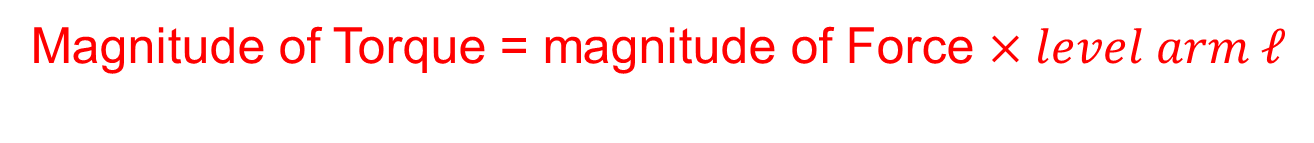 Magnitude of Torque = magnitude of Force × level arm ℓ